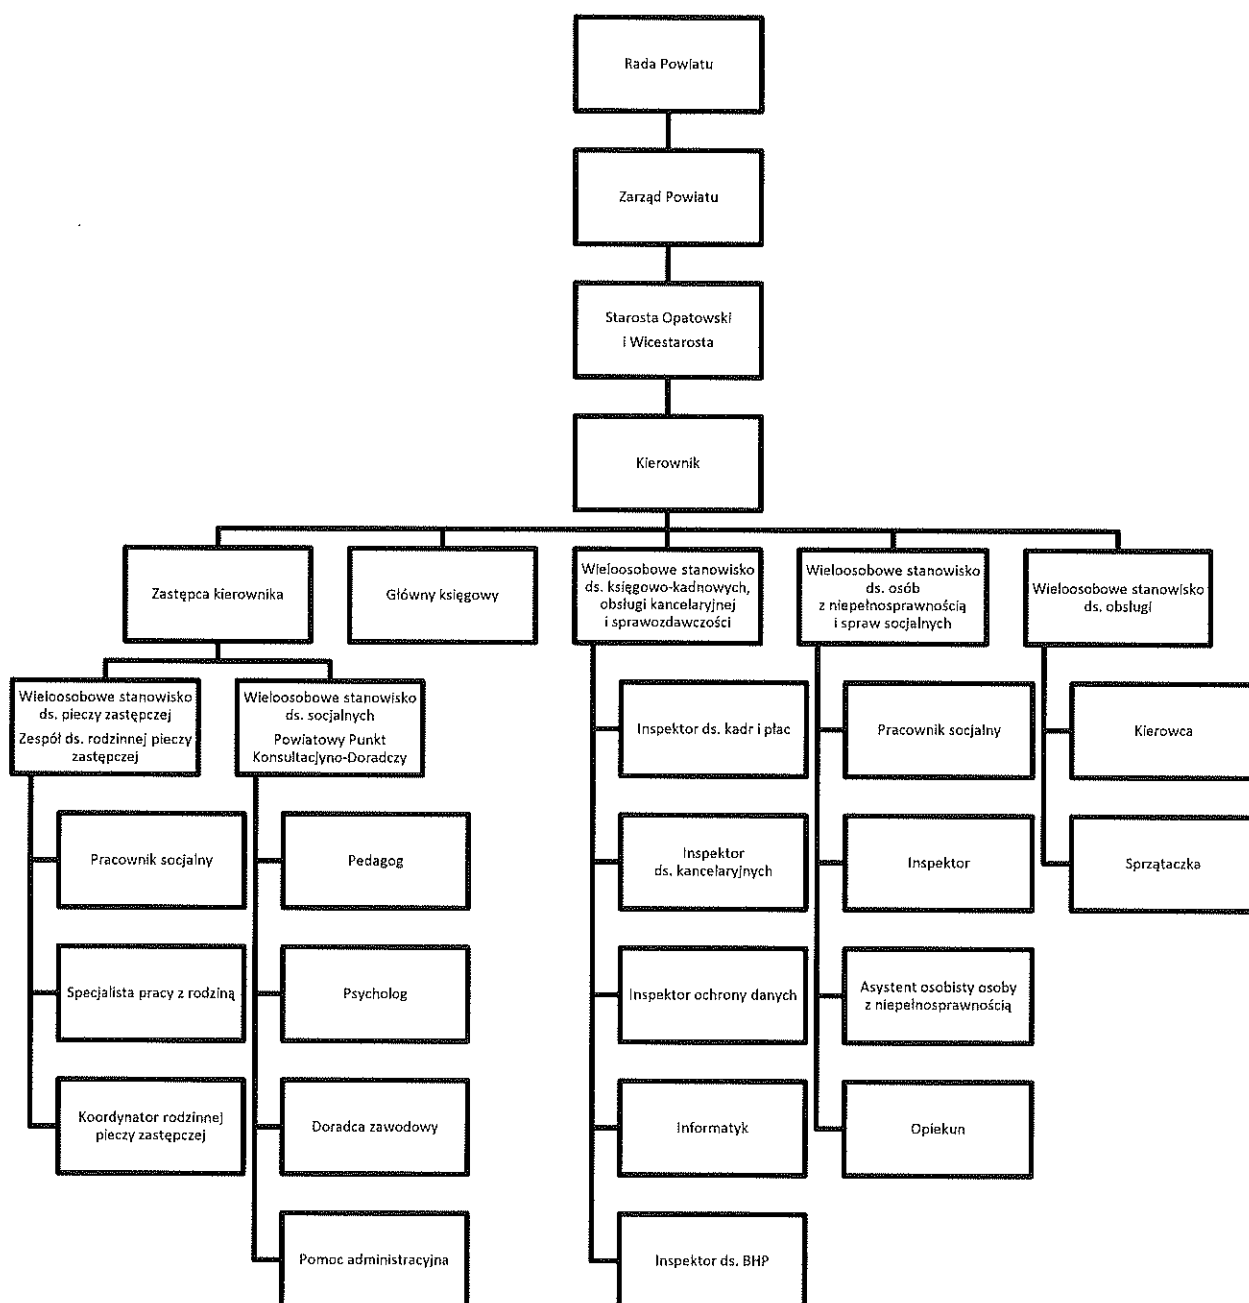 Rada Powiatu
Zarząd Powiatu
Starosta Opatowski
i Wicestarosta
Kierownik
Zastępca kierownika
Główny księgowy
Wieloosobowe stanowisko
ds. księgowo-kadnowych,
obsługi kancelaryjnej
i sprawozdawczości
Wieloosobowe stanowisko
ds. osób
z niepełnosprawnością
i spraw socjalnych
Wieloosobowe stanowisko
ds. obsługi
Wieloosobowe stanowisko
ds. pieczy zastępczej
Zespół ds. rodzinnej pieczy
zastępczej
Wieloosobowe stanowisko
ds. socjalnych
Powiatowy Punkt
Konsultacjyno-Doradczy
Pracownik socjalny
Specjalista pracy z rodziną
Koordynator rodzinnej
pieczy zastępczej
Pedagog
Psycholog
Doradca zawodowy
Pomoc administracyjna
Inspektor ds. kadr i płac
Inspektor
ds. kancelaryjnych
Inspektor ochrony danych
Informatyk
Inspektor ds. BHP
Pracownik socjalny
Inspektor
Asystent osobisty osoby
z niepełnosprawnością
Opiekun
Kierowca
Sprzątaczka